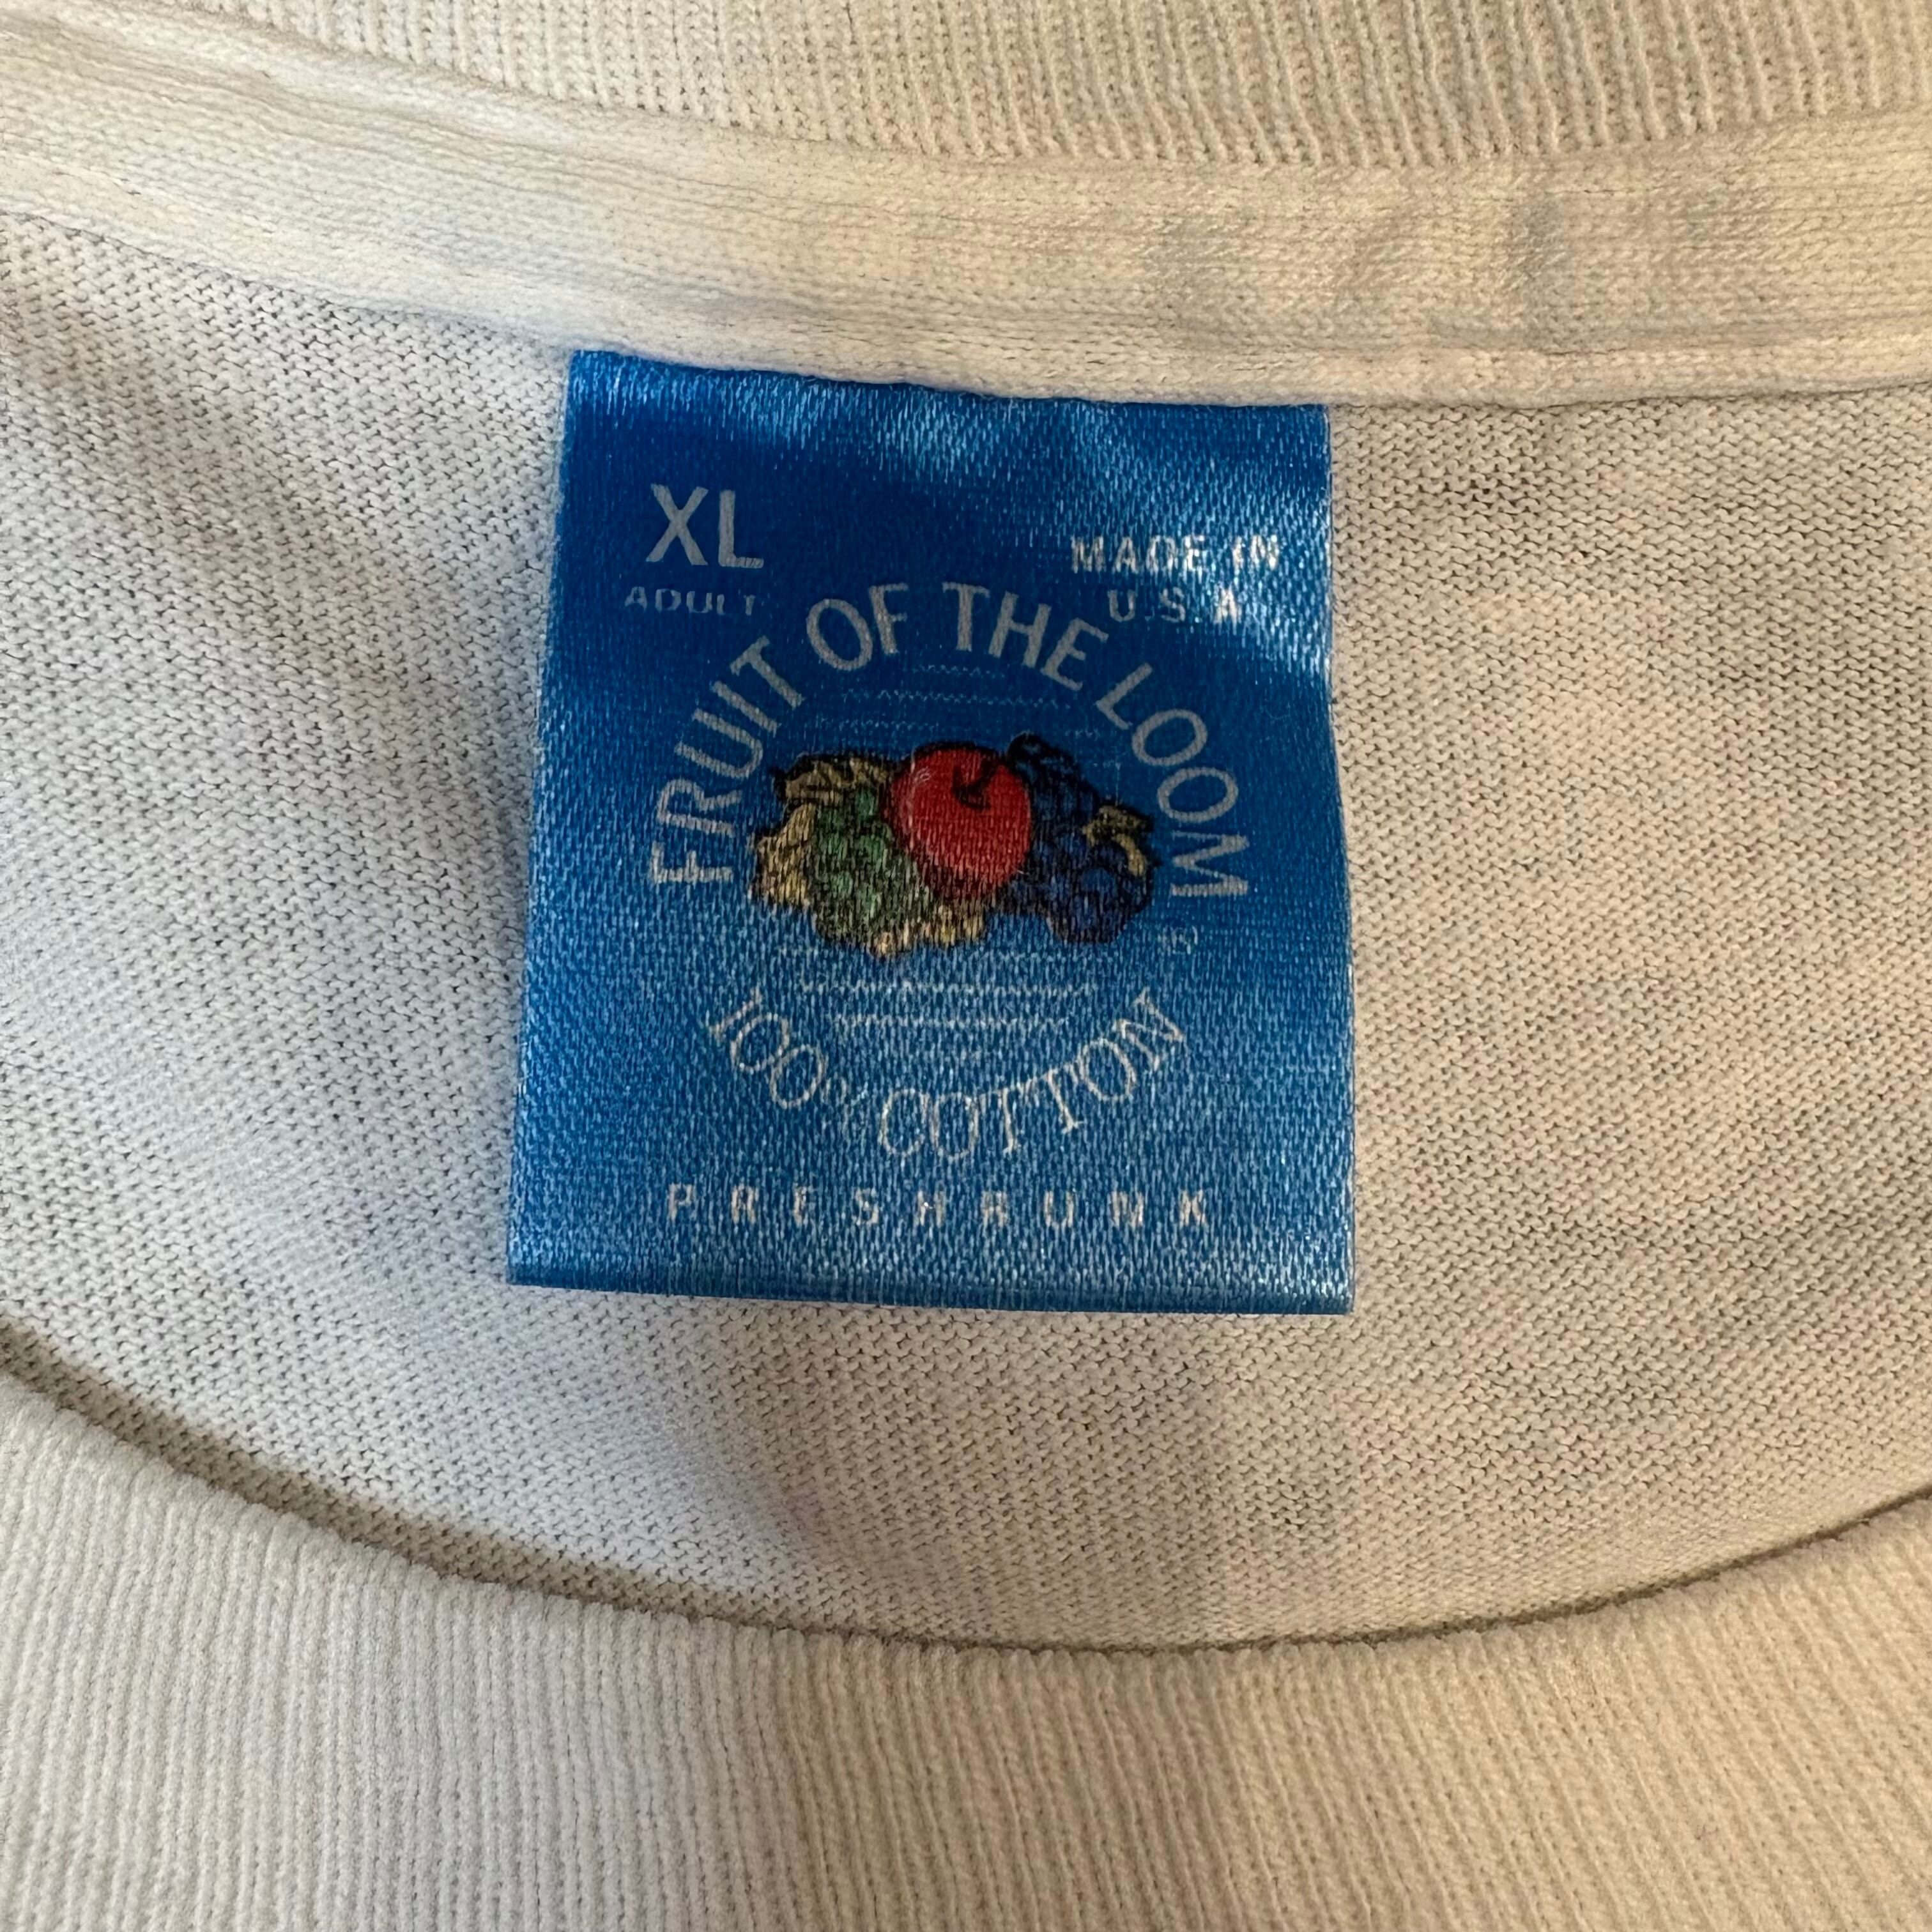 XL
ADULT
MADE IN
U.S.A.
FRUIT OF THE LOOM
®
100% COTTON
PRESHRUNK